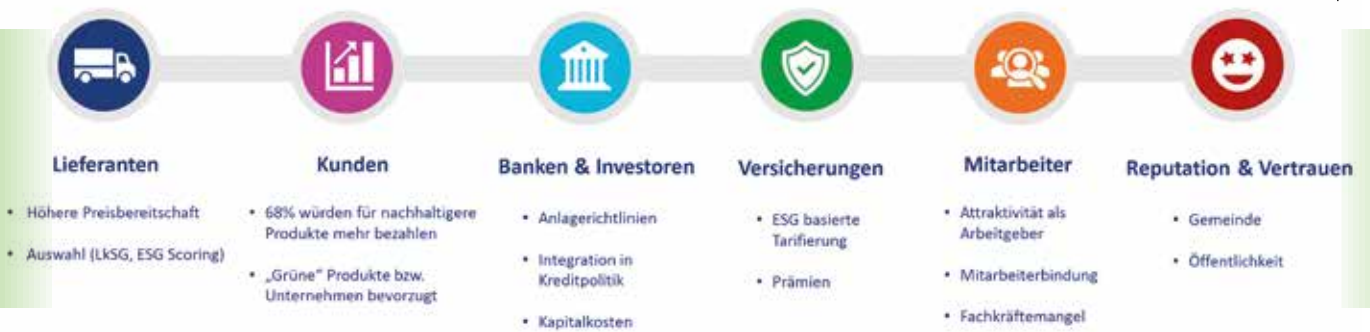 Lieferanten
• Höhere Preisbereitschaft
• Auswahl (LkSG, ESG Scoring)
Kunden
• 68% würden für nachhaltigere
Produkte mehr bezahlen
• „Grüne“ Produkte bzw.
Unternehmen bevorzugt
Banken & Investoren
• Anlagerichtlinien
• Integration in
Kreditpolitik
• Kapitalkosten
Versicherungen
• ESG basierte
Tarifierung
• Prämien
Mitarbeiter
• Attraktivität als
Arbeitgeber
• Mitarbeiterbindung
• Fachkräftemangel
Reputation & Vertrauen
• Gemeinde
• Öffentlichkeit